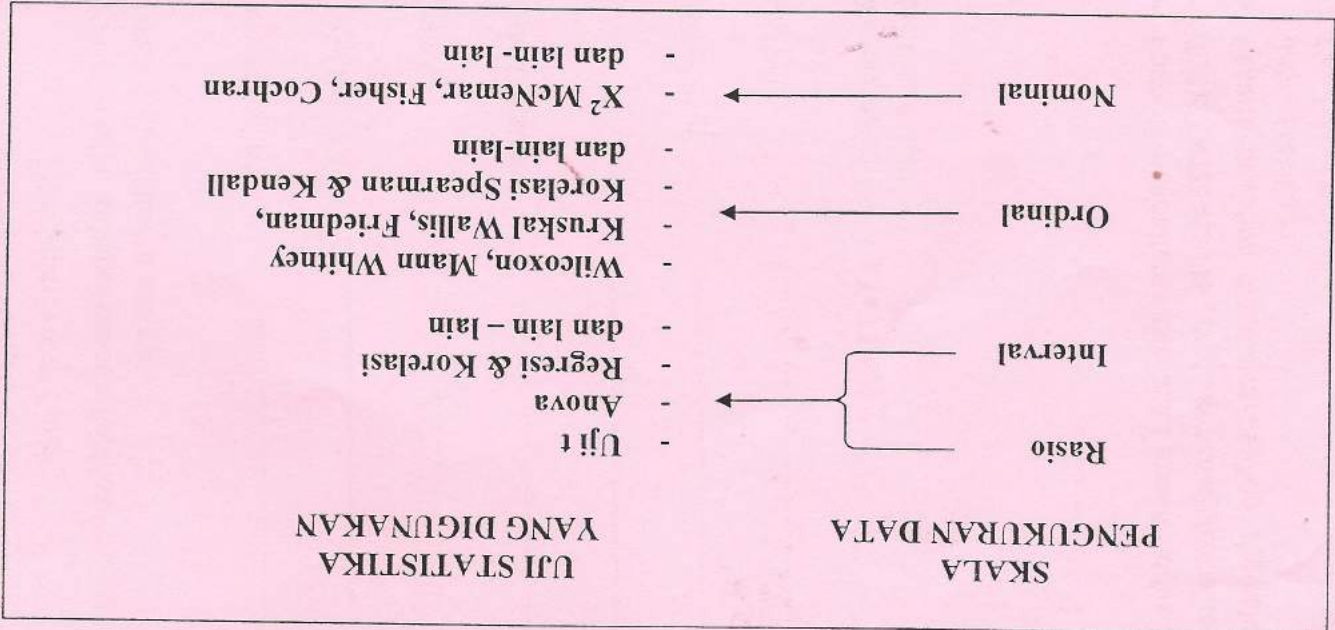 SKALA
PENGUKURAN DATA
UJI STATISTIKA
YANG DIGUNAKAN
Rasio
Interval
- Uji t
- Anova
- Regresi & Korelasi
- dan lain – lain
Ordinal
- Wilcoxon, Mann Whitney
- Kruskal Wallis, Friedman,
- Korelasi Spearman & Kendall
- dan lain-lain
Nominal
- X² McNemar, Fisher, Cochran
- dan lain- lain